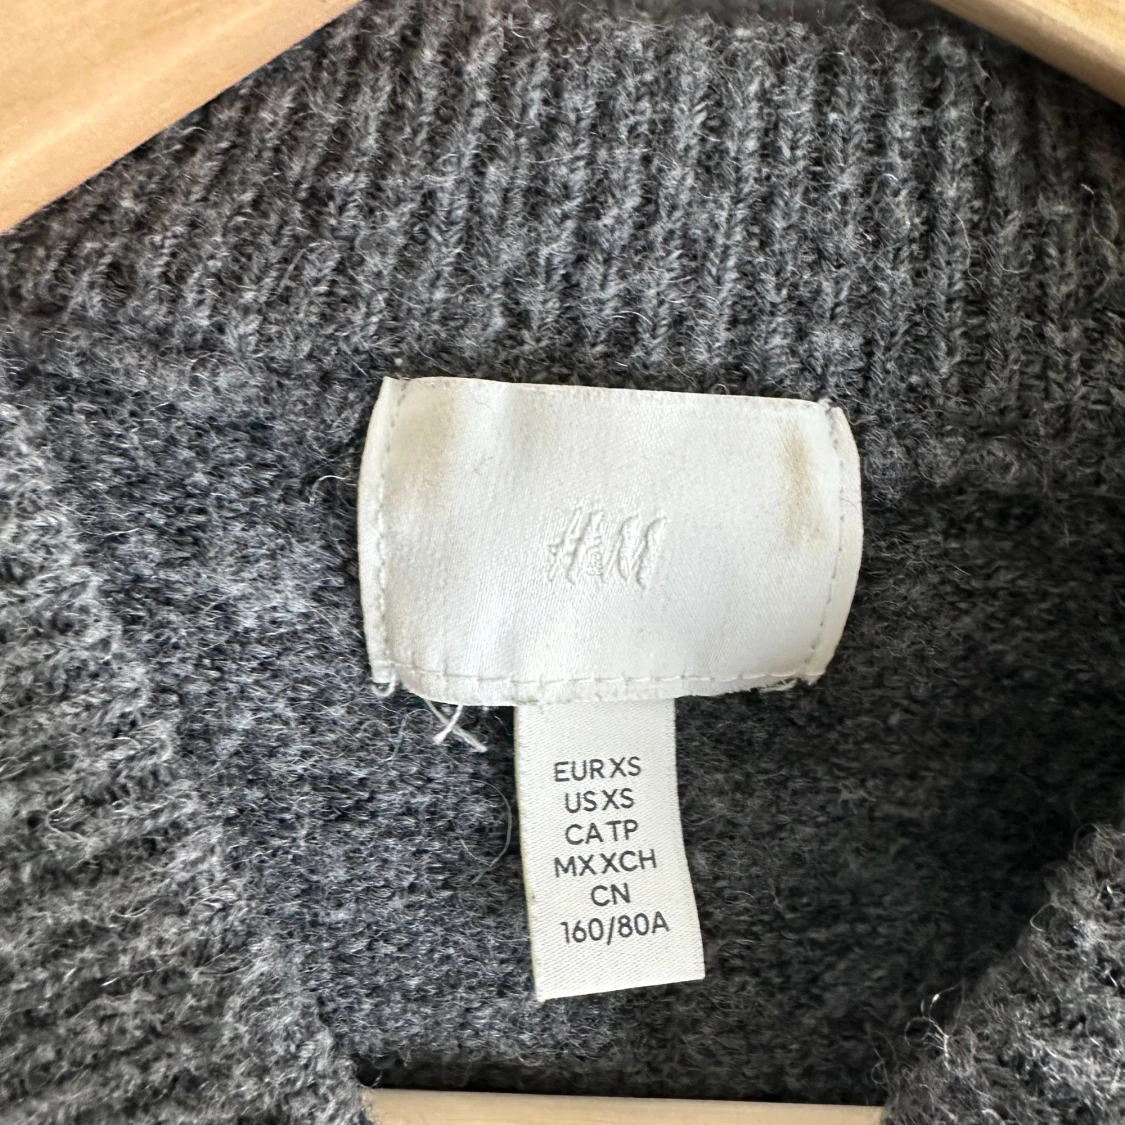 H&M
EUR XS
US XS
CA TP
MX XCH
CN
160/80A